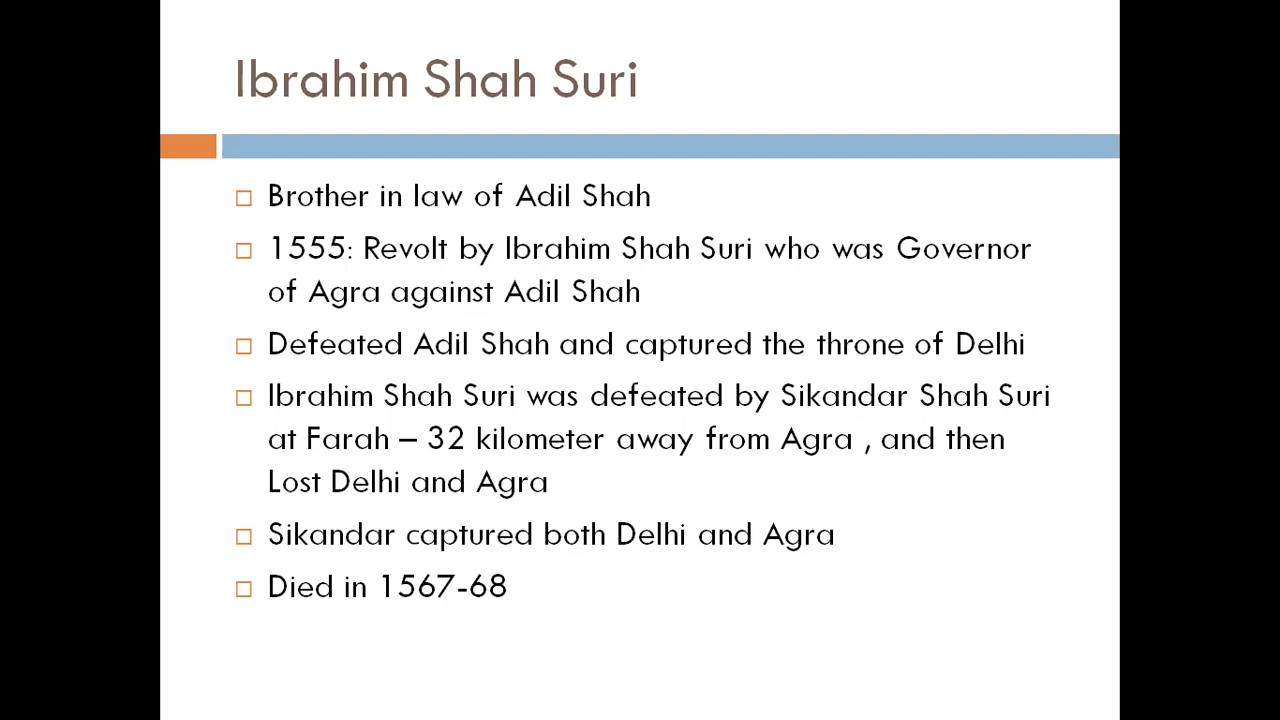 Ibrahim Shah Suri
Brother in law of Adil Shah
1555: Revolt by Ibrahim Shah Suri who was Governor
of Agra against Adil Shah
Defeated Adil Shah and captured the throne of Delhi
Ibrahim Shah Suri was defeated by Sikandar Shah Suri
at Farah – 32 kilometer away from Agra , and then
Lost Delhi and Agra
Sikandar captured both Delhi and Agra
Died in 1567-68